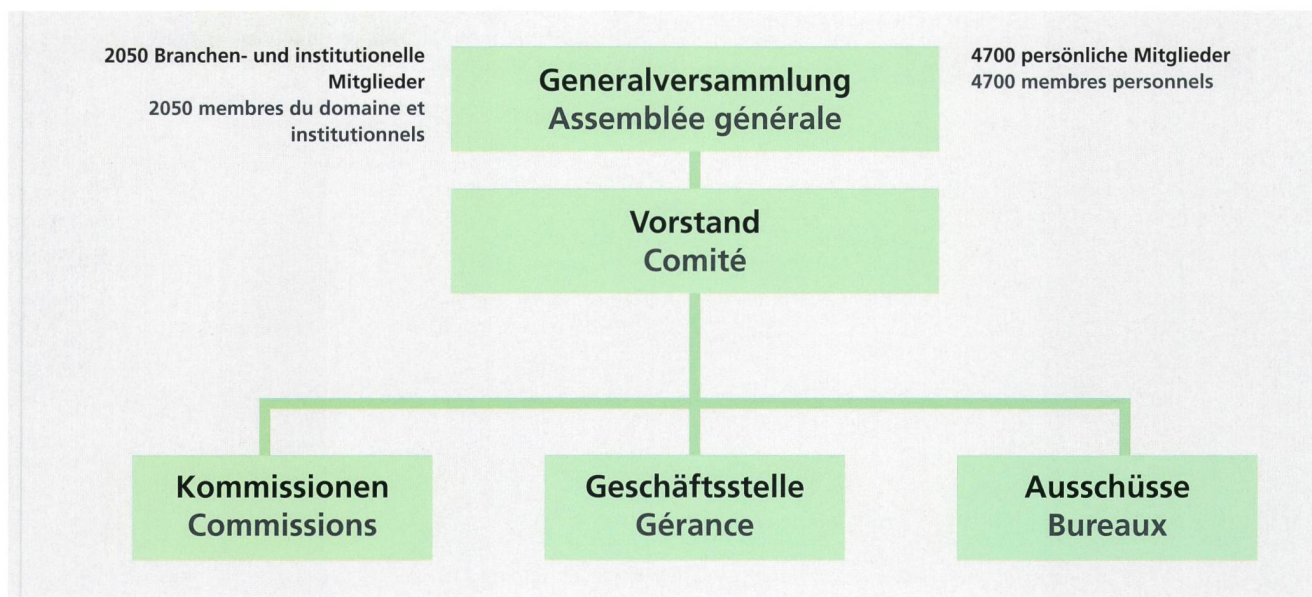 2050 Branchen- und institutionelle
Mitglieder
2050 membres du domaine et
institutionnels
Generalversammlung
Assemblée générale
4700 persönliche Mitglieder
4700 membres personnels
Vorstand
Comité
Kommissionen
Commissions
Geschäftsstelle
Gérance
Ausschüsse
Bureaux